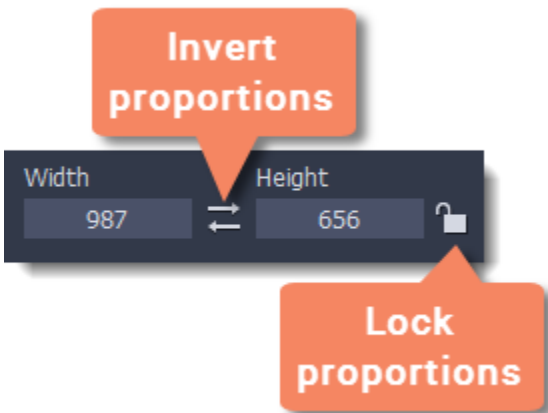 Invert
proportions
Width
Height
987
656
Lock
proportions